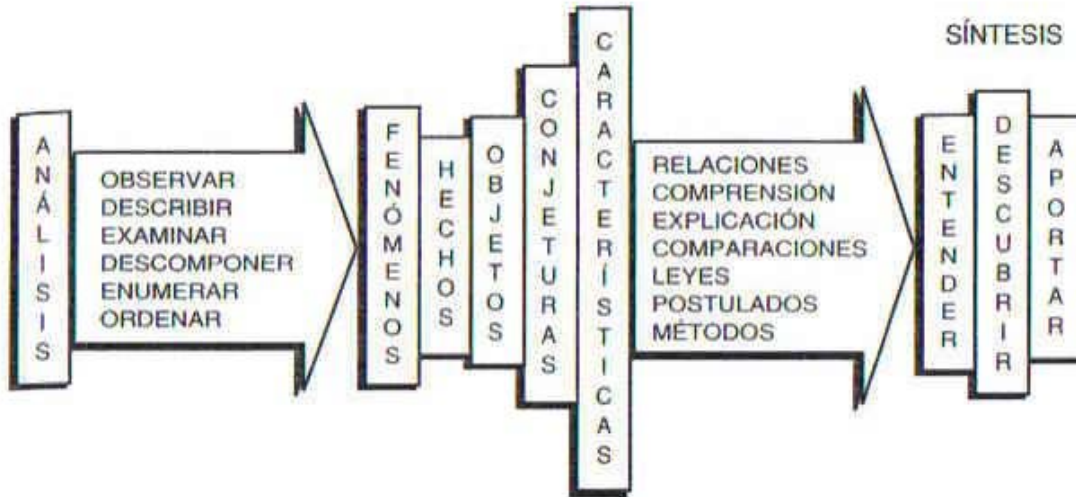 SÍNTESIS
ANÁLISIS
OBSERVAR
DESCRIBIR
EXAMINAR
DESCOMPONER
ENUMERAR
ORDENAR
FENÓMENOS
HECHOS
OBJETOS
CONJETURAS
CARACTERÍSTICAS
RELACIONES
COMPRENSIÓN
EXPLICACIÓN
COMPARACIONES
LEYES
POSTULADOS
MÉTODOS
ENTENDER
DESCUBRIR
APORTAR